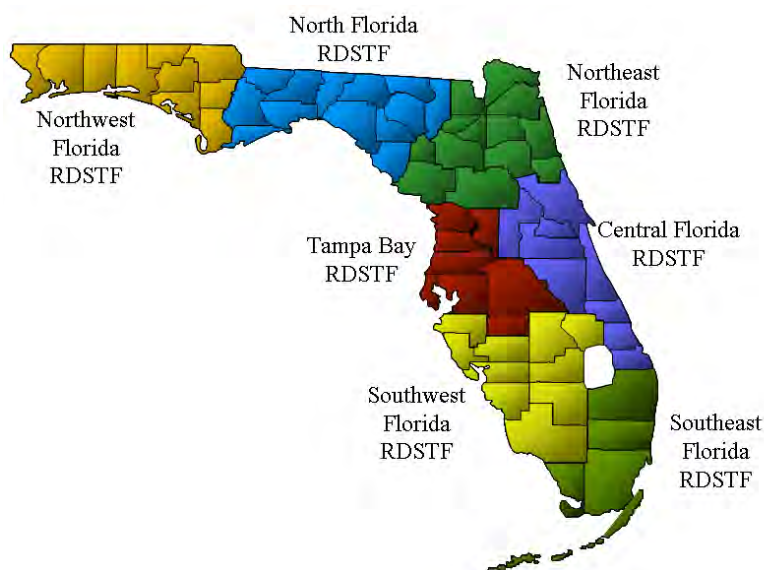 North Florida
RDSTF
Northeast
Florida
RDSTF
Northwest
Florida
RDSTF
Central Florida
RDSTF
Tampa Bay
RDSTF
Southwest
Florida
RDSTF
Southeast
Florida
RDSTF